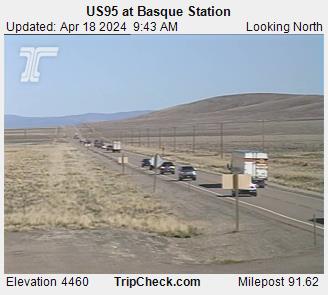 US95 at Basque Station
Updated: Apr 18 2024 9:43 AM Looking North
Elevation 4460 TripCheck.com Milepost 91.62